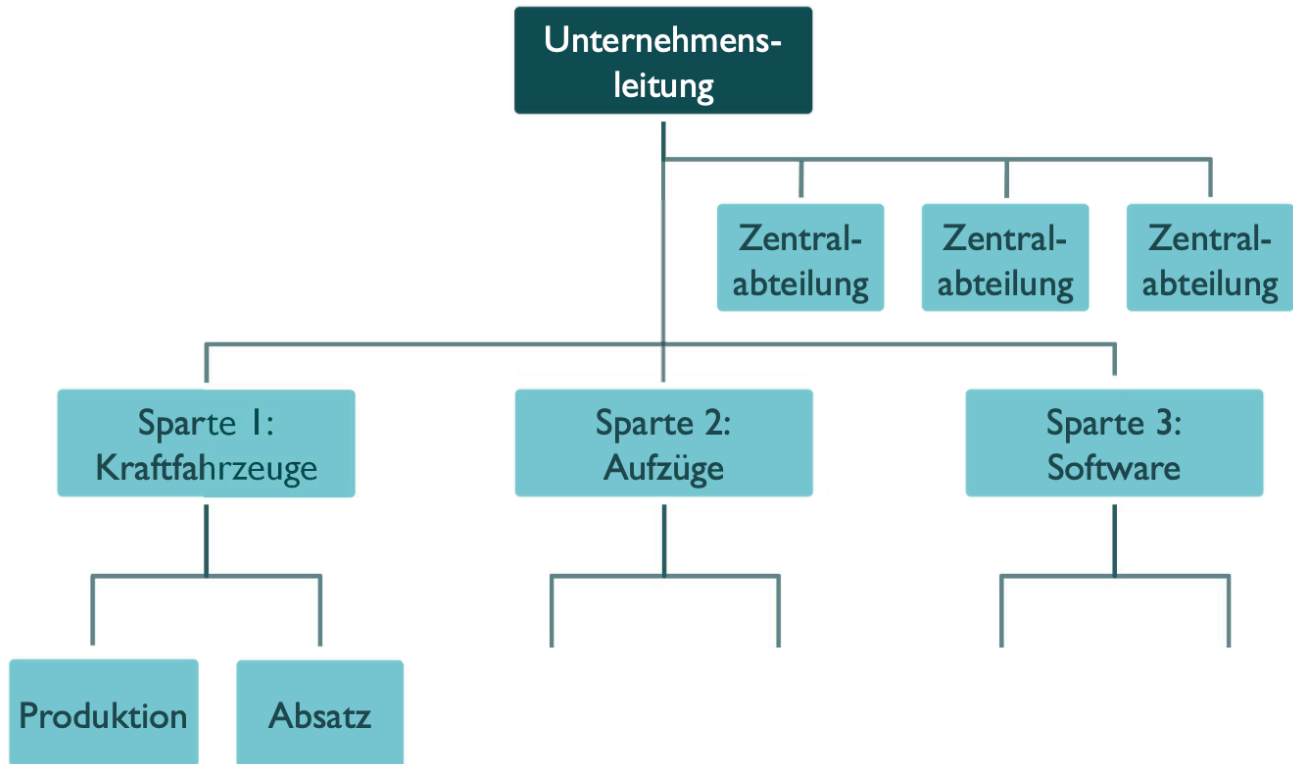 Unternehmens-
leitung
Zentral-
abteilung
Zentral-
abteilung
Zentral-
abteilung
Sparte 1:
Kraftfahrzeuge
Sparte 2:
Aufzüge
Sparte 3:
Software
Produktion
Absatz